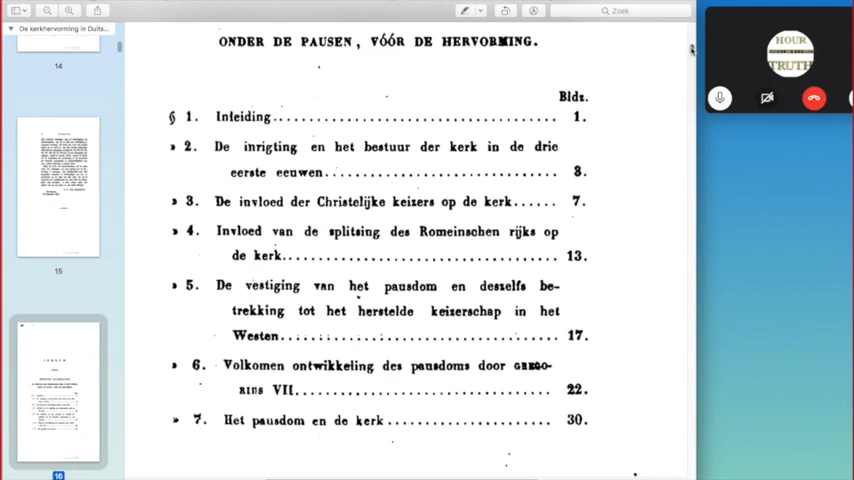 Zoek
De kerkhervorming in Duits...
14
15
16
HOUR
TRUTH
ONDER DE PAUSEN, VÓÓR DE HERVORMING.
Bldz.
§ 1. Inleiding 1.
» 2. De inrigting en het bestuur der kerk in de drie
eerste eeuwen 3.
» 3. De invloed der Christelijke keizers op de kerk 7.
» 4. Invloed van de splitsing des Romeinschen rijks op
de kerk 13.
» 5. De vestiging van het pausdom en deszelfs be-
trekking tot het herstelde keizerschap in het
Westen 17.
» 6. Volkomen ontwikkeling des pausdoms door GREGO-
RIUS VII. 22.
» 7. Het pausdom en de kerk 30.